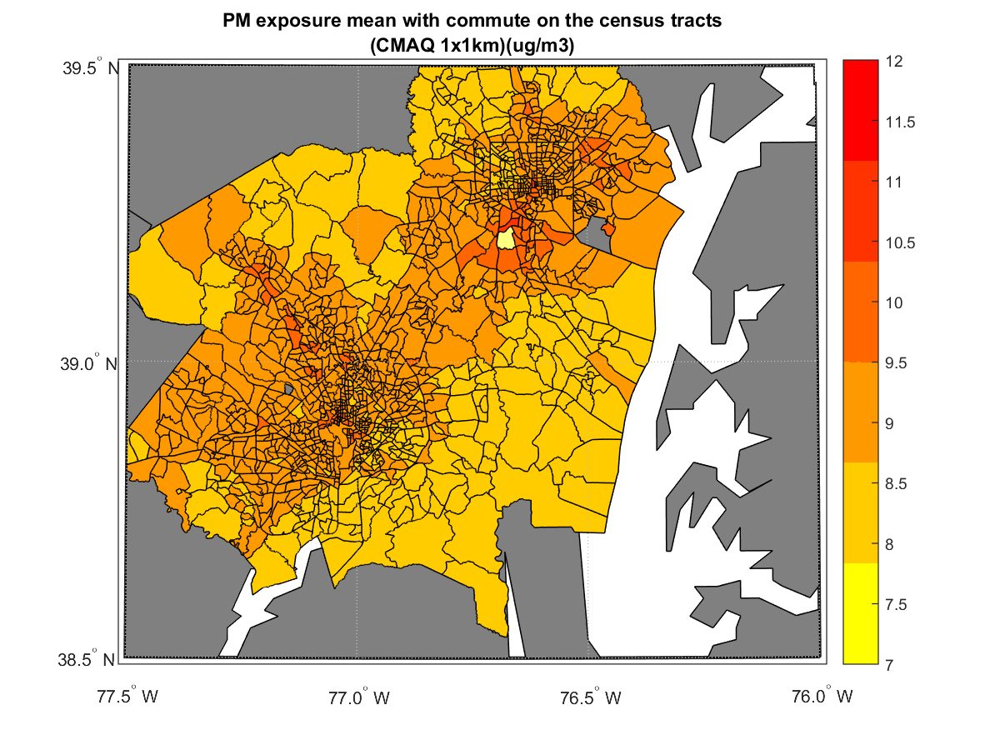 PM exposure mean with commute on the census tracts
(CMAQ 1x1km)(ug/m3)
39.5° N
39.0° N
38.5° N
77.5° W
77.0° W
76.5° W
76.0° W
12
11.5
11
10.5
10
9.5
9
8.5
8
7.5
7